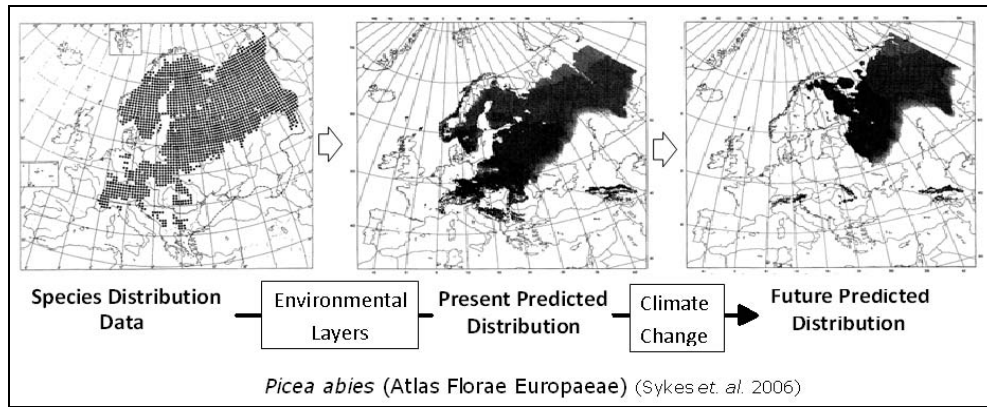 Species Distribution
Data
Environmental
Layers
Present Predicted
Distribution
Climate
Change
Future Predicted
Distribution
Picea abies (Atlas Florae Europaeae) (Sykes et. al. 2006)